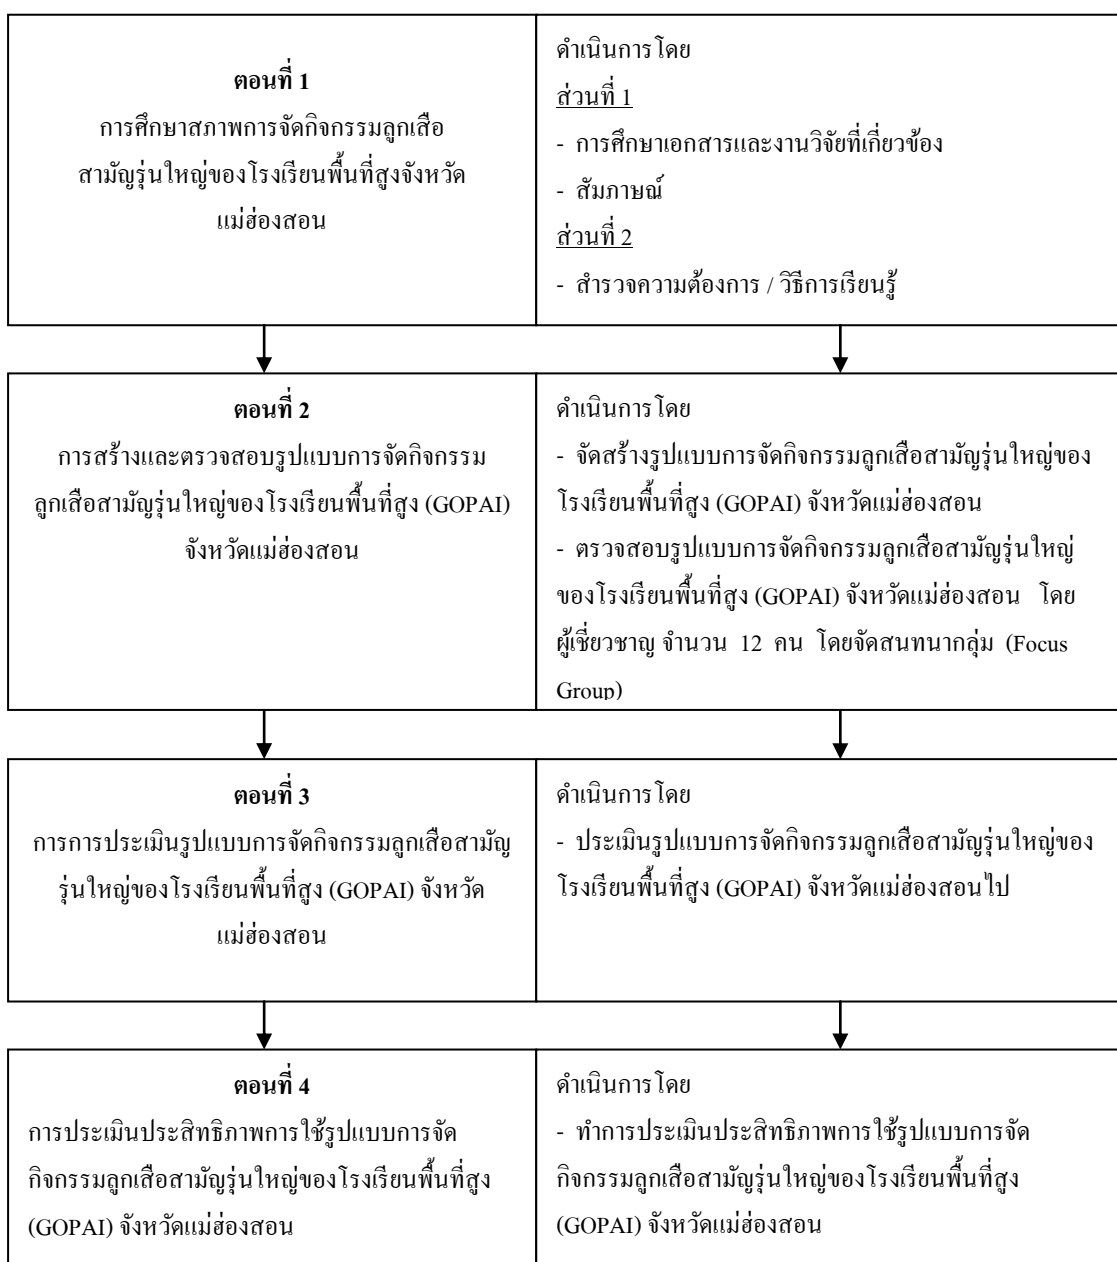 ตอนที่ 1
การศึกษาสภาพการจัดกิจกรรมลูกเสือ
สามัญรุ่นใหญ่ของโรงเรียนพื้นที่สูงจังหวัด
แม่ฮ่องสอน
ดำเนินการโดย
ส่วนที่ 1
- การศึกษาเอกสารและงานวิจัยที่เกี่ยวข้อง
- สัมภาษณ์
ส่วนที่ 2
- สำรวจความต้องการ / วิธีการเรียนรู้
ตอนที่ 2
การสร้างและตรวจสอบรูปแบบการจัดกิจกรรม
ลูกเสือสามัญรุ่นใหญ่ของโรงเรียนพื้นที่สูง (GOPAI)
จังหวัดแม่ฮ่องสอน
ดำเนินการโดย
- จัดสร้างรูปแบบการจัดกิจกรรมลูกเสือสามัญรุ่นใหญ่ของ
โรงเรียนพื้นที่สูง (GOPAI) จังหวัดแม่ฮ่องสอน
- ตรวจสอบรูปแบบการจัดกิจกรรมลูกเสือสามัญรุ่นใหญ่
ของโรงเรียนพื้นที่สูง (GOPAI) จังหวัดแม่ฮ่องสอน โดย
ผู้เชี่ยวชาญ จำนวน 12 คน โดยจัดสนทนากลุ่ม (Focus
Group)
ตอนที่ 3
การการประเมินรูปแบบการจัดกิจกรรมลูกเสือสามัญ
รุ่นใหญ่ของโรงเรียนพื้นที่สูง (GOPAI) จังหวัด
แม่ฮ่องสอน
ดำเนินการโดย
- ประเมินรูปแบบการจัดกิจกรรมลูกเสือสามัญรุ่นใหญ่ของ
โรงเรียนพื้นที่สูง (GOPAI) จังหวัดแม่ฮ่องสอนไป
ตอนที่ 4
การประเมินประสิทธิภาพการใช้รูปแบบการจัด
กิจกรรมลูกเสือสามัญรุ่นใหญ่ของโรงเรียนพื้นที่สูง
(GOPAI) จังหวัดแม่ฮ่องสอน
ดำเนินการโดย
- ทำการประเมินประสิทธิภาพการใช้รูปแบบการจัด
กิจกรรมลูกเสือสามัญรุ่นใหญ่ของโรงเรียนพื้นที่สูง
(GOPAI) จังหวัดแม่ฮ่องสอน